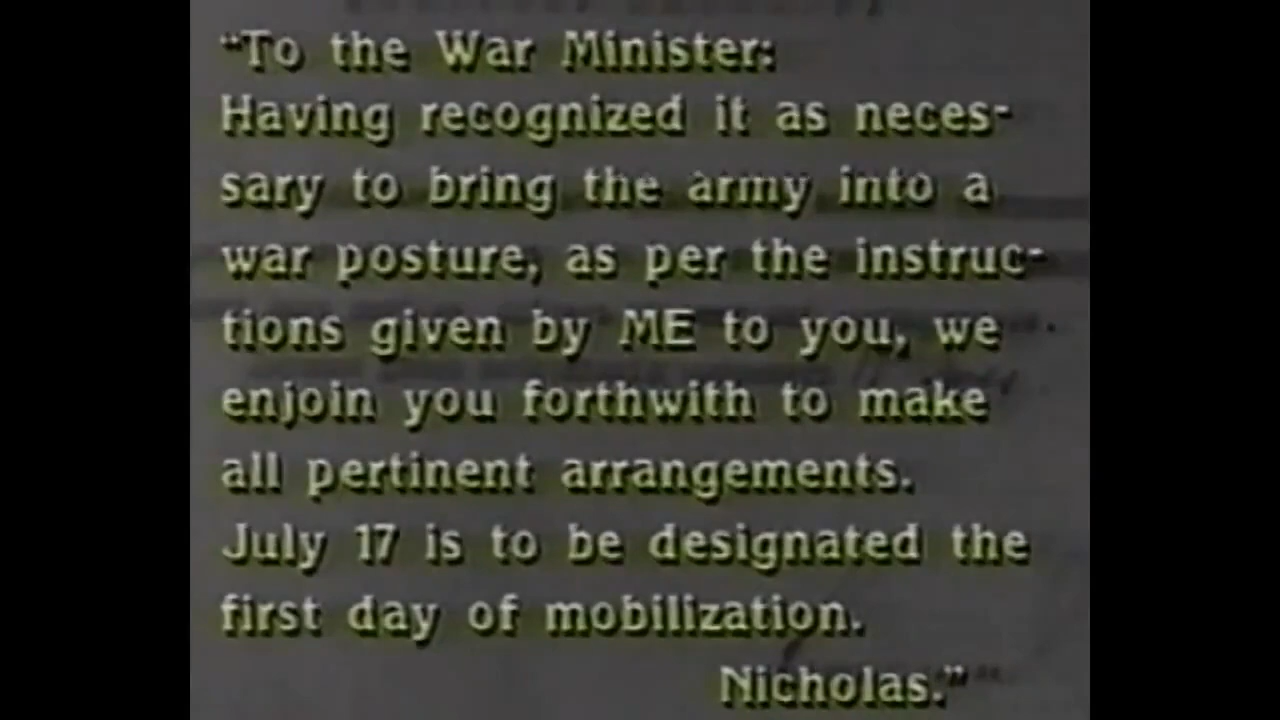 “To the War Minister:
Having recognized it as neces-
sary to bring the army into a
war posture, as per the instruc-
tions given by ME to you, we
enjoin you forthwith to make
all pertinent arrangements.
July 17 is to be designated the
first day of mobilization.
Nicholas.”